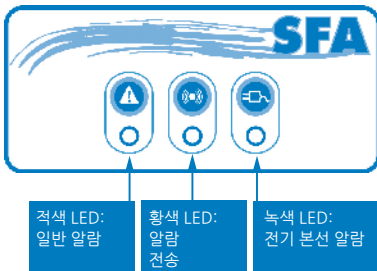 SFA
적색 LED:
일반 알람
황색 LED:
알람
전송
녹색 LED:
전기 본선 알람